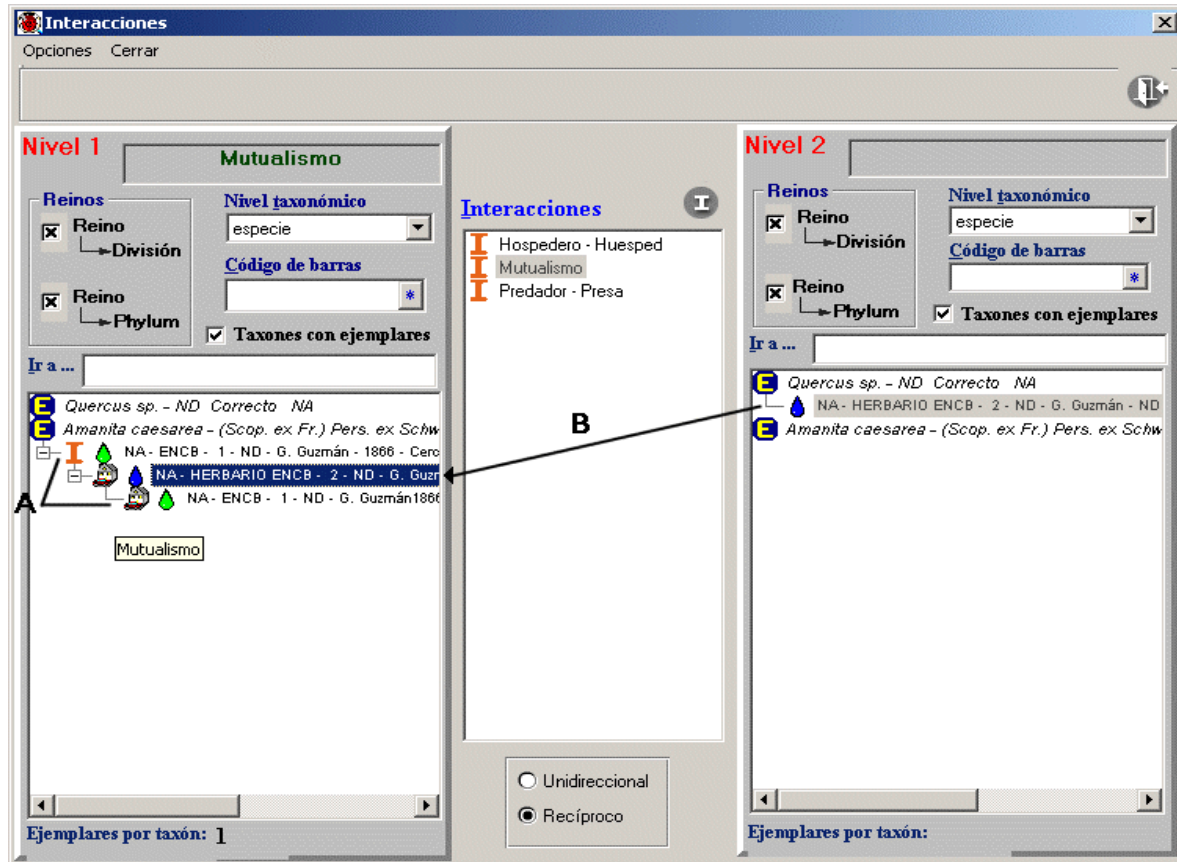 Interacciones
Opciones Cerrar
Nivel 1
Mutualismo
Reinos
Reino
División
Reino
Phylum
Nivel taxonómico
especie
Código de barras
*
Taxones con ejemplares
Ir a ...
E Quercus sp. - ND Correcto NA
E Amanita caesarea - (Scop. ex Fr.) Pers. ex Schw
I NA - ENCB - 1 - ND - G. Guzmán - 1866 - Cerc
NA - HERBARIO ENCB - 2 - ND - G. Guzr
NA - ENCB - 1 - ND - G. Guzmán1866
A
Mutualismo
Ejemplares por taxón: 1
Interacciones
I
I Hospedero - Huesped
I Mutualismo
I Predador - Presa
B
Unidireccional
Recíproco
Nivel 2
Reinos
Reino
División
Reino
Phylum
Nivel taxonómico
especie
Código de barras
*
Taxones con ejemplares
Ir a ...
E Quercus sp. - ND Correcto NA
NA - HERBARIO ENCB - 2 - ND - G. Guzmán - ND
E Amanita caesarea - (Scop. ex Fr.) Pers. ex Schw
Ejemplares por taxón: